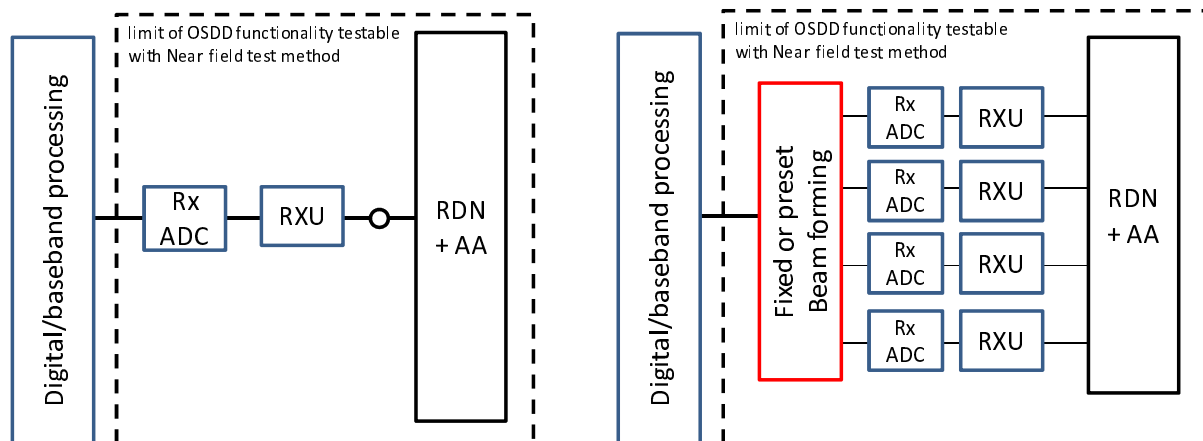 limit of OSDD functionality testable
with Near field test method
Digital/baseband processing
Rx
ADC
RXU
RDN
+ AA
limit of OSDD functionality testable
with Near field test method
Digital/baseband processing
Fixed or preset
Beam forming
Rx
ADC
RXU
Rx
ADC
RXU
Rx
ADC
RXU
Rx
ADC
RXU
RDN
+ AA